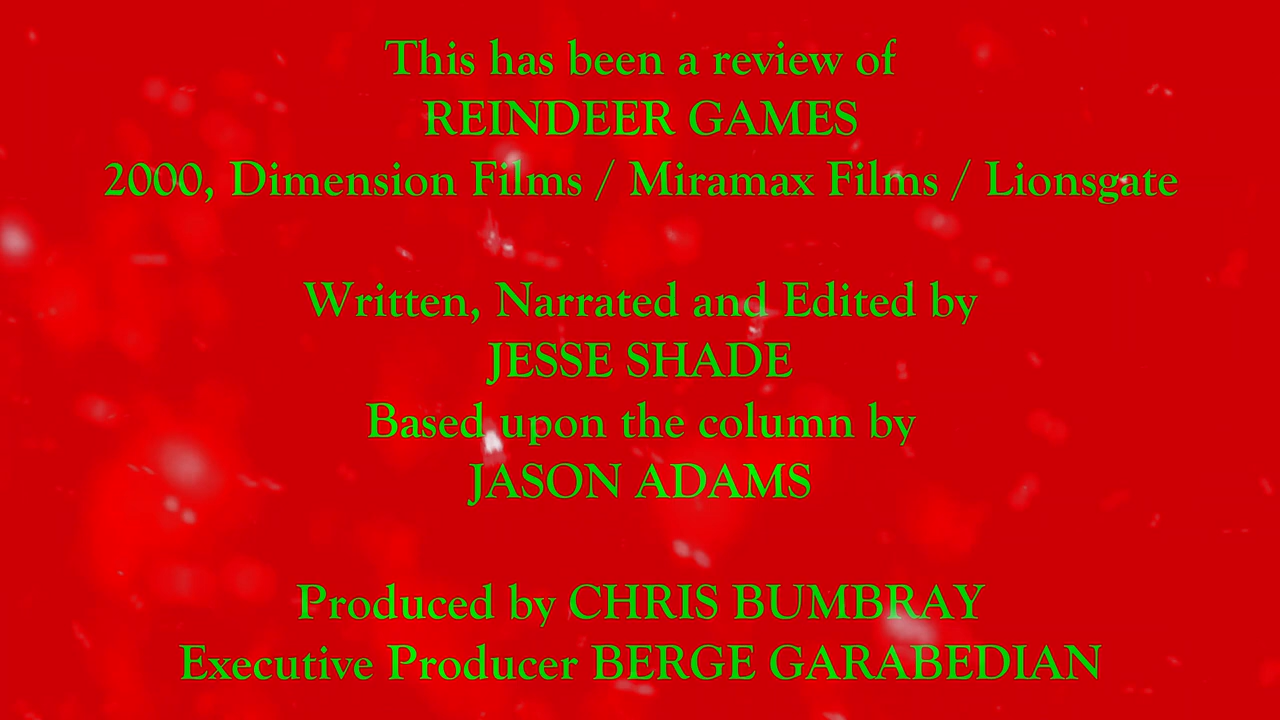 This has been a review of
REINDEER GAMES
2000, Dimension Films / Miramax Films / Lionsgate
Written, Narrated and Edited by
JESSE SHADE
Based upon the column by
JASON ADAMS
Produced by CHRIS BUMBRAY
Executive Producer BERGE GARABEDIAN